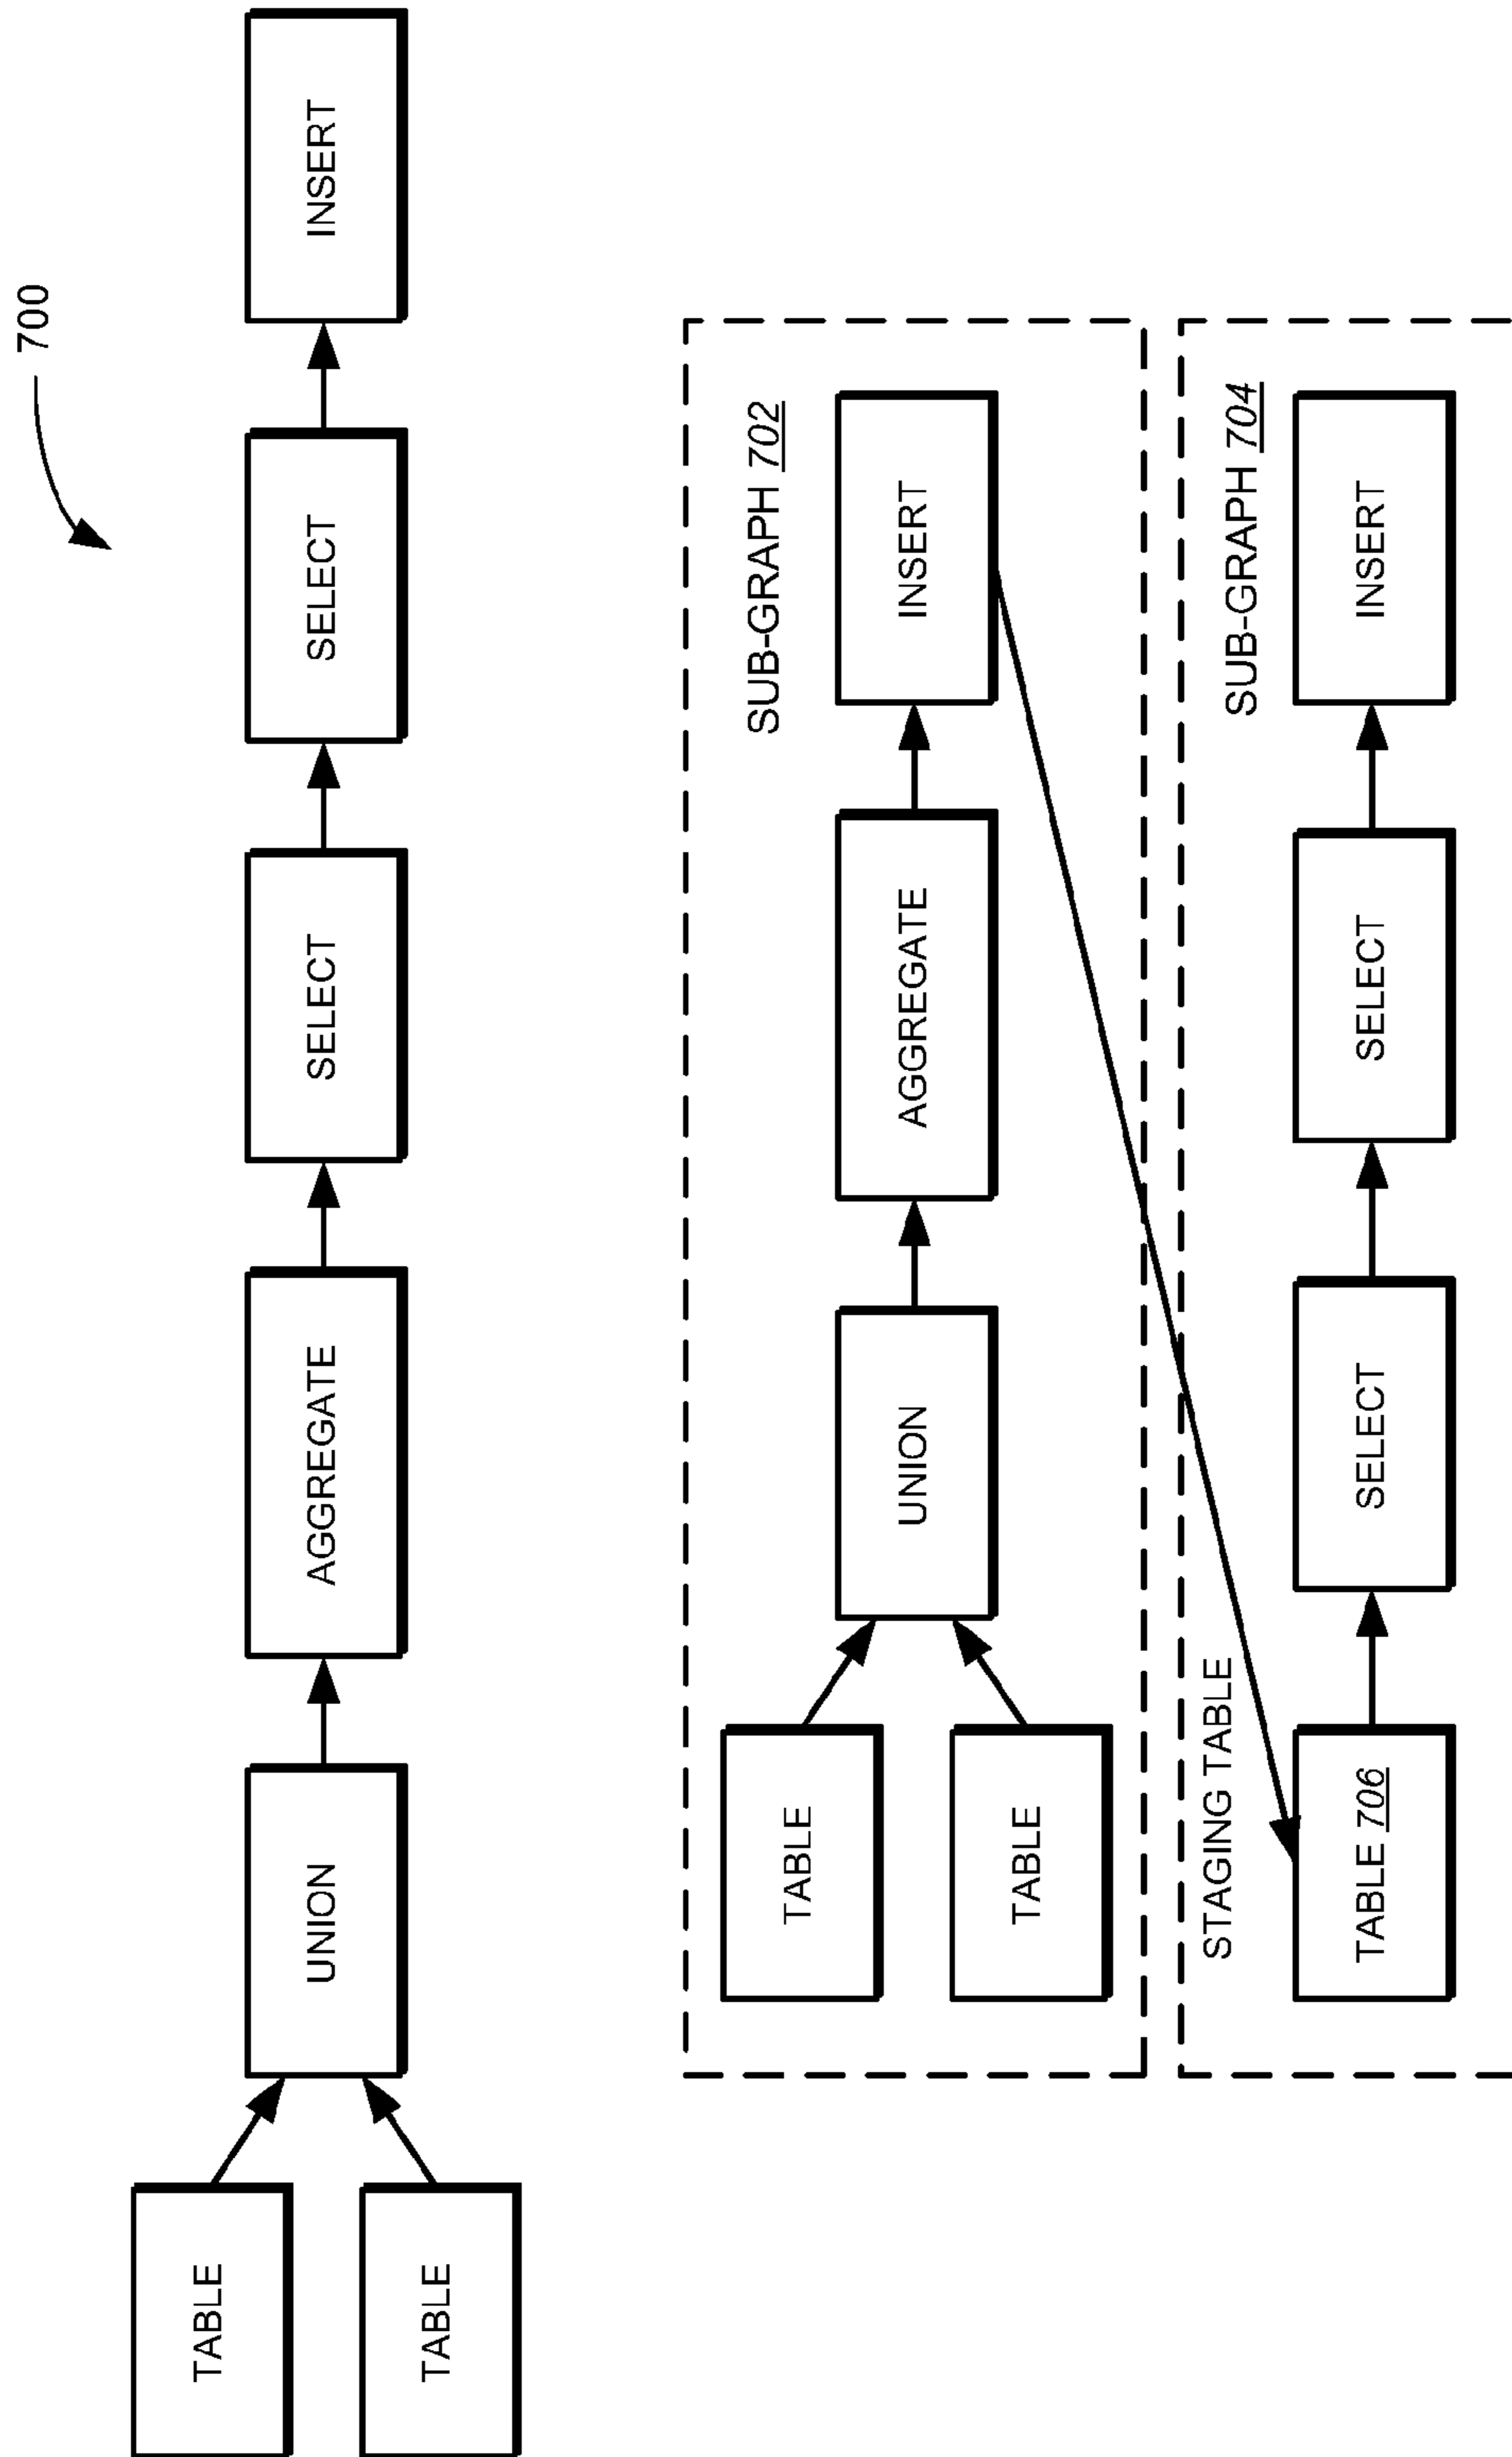 700
TABLE
TABLE
UNION
AGGREGATE
SELECT
SELECT
INSERT
SUB-GRAPH 702
TABLE
TABLE
UNION
AGGREGATE
INSERT
SUB-GRAPH 704
STAGING TABLE
TABLE 706
SELECT
SELECT
INSERT